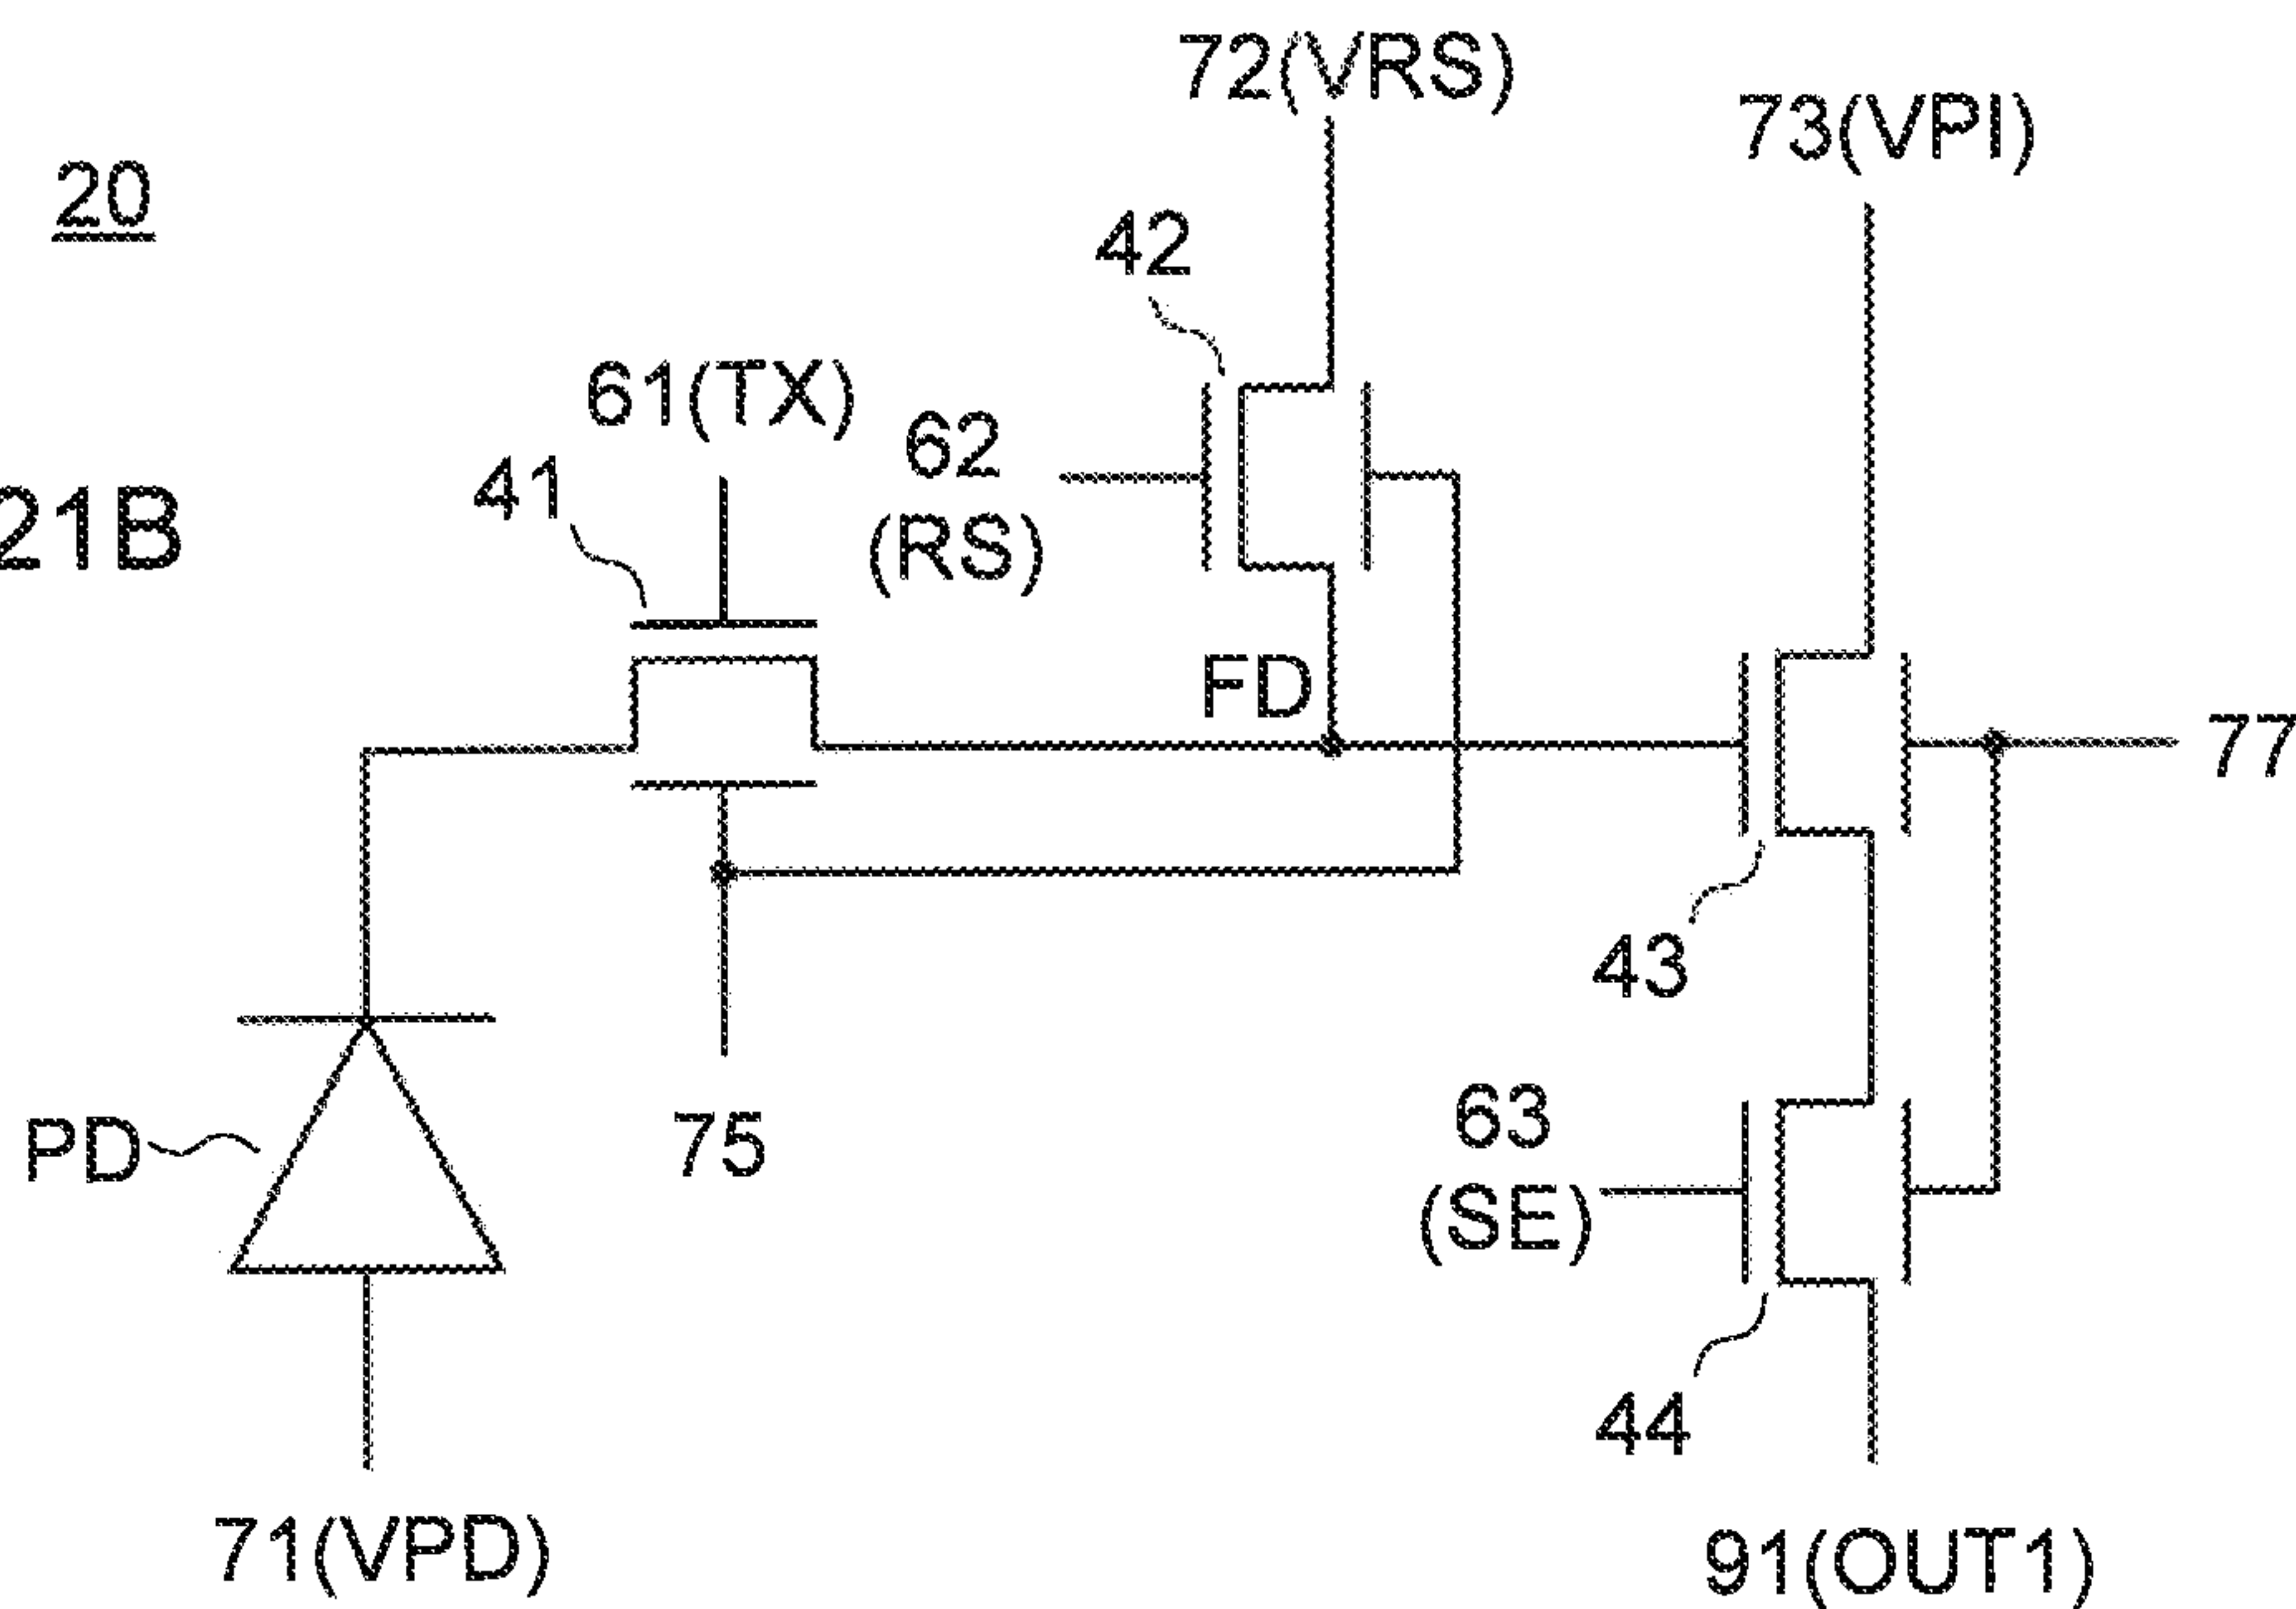 20
21B
72(VRS)
73(VPI)
42
61(TX)
62
(RS)
41
FD
77
43
75
PD
63
(SE)
44
71(VPD)
91(OUT1)